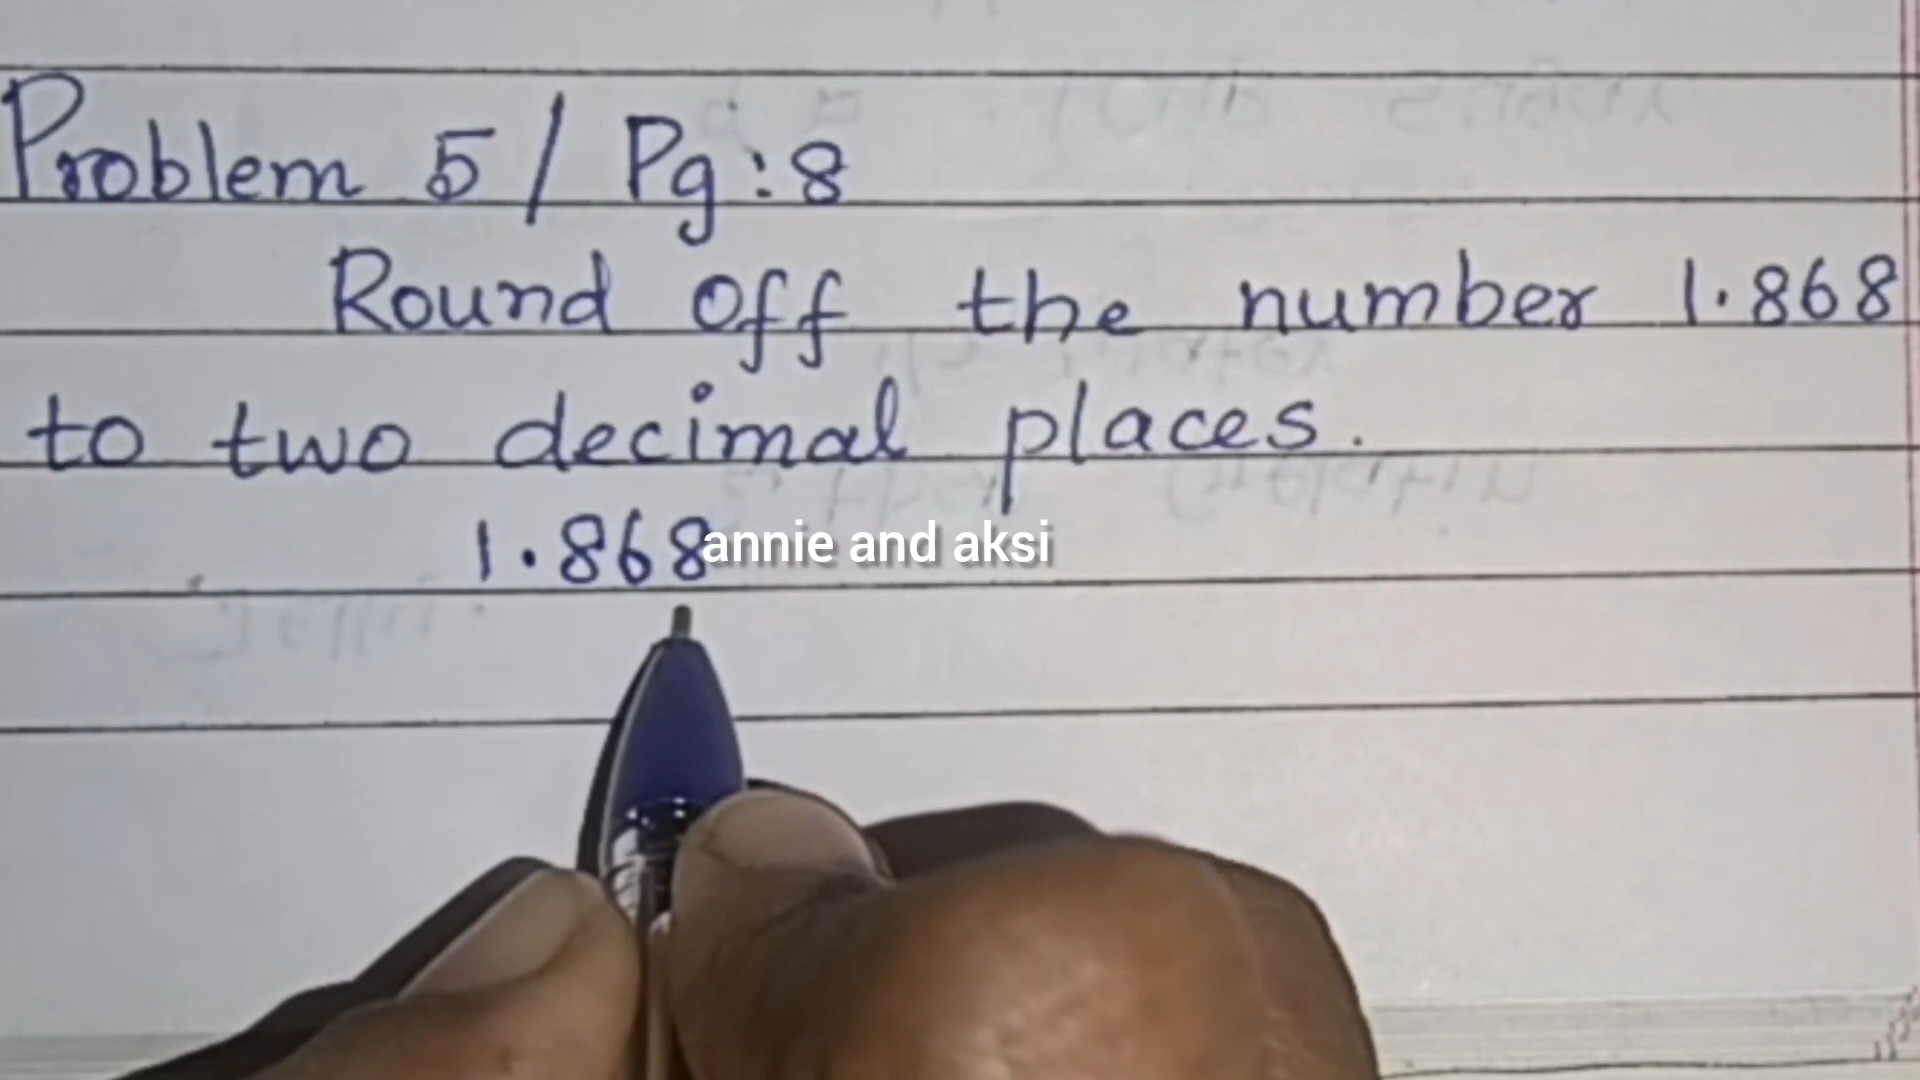 Problem 5 / Pg: 8
Round off the number 1.868
to two decimal places.
1.868
annie and aksi